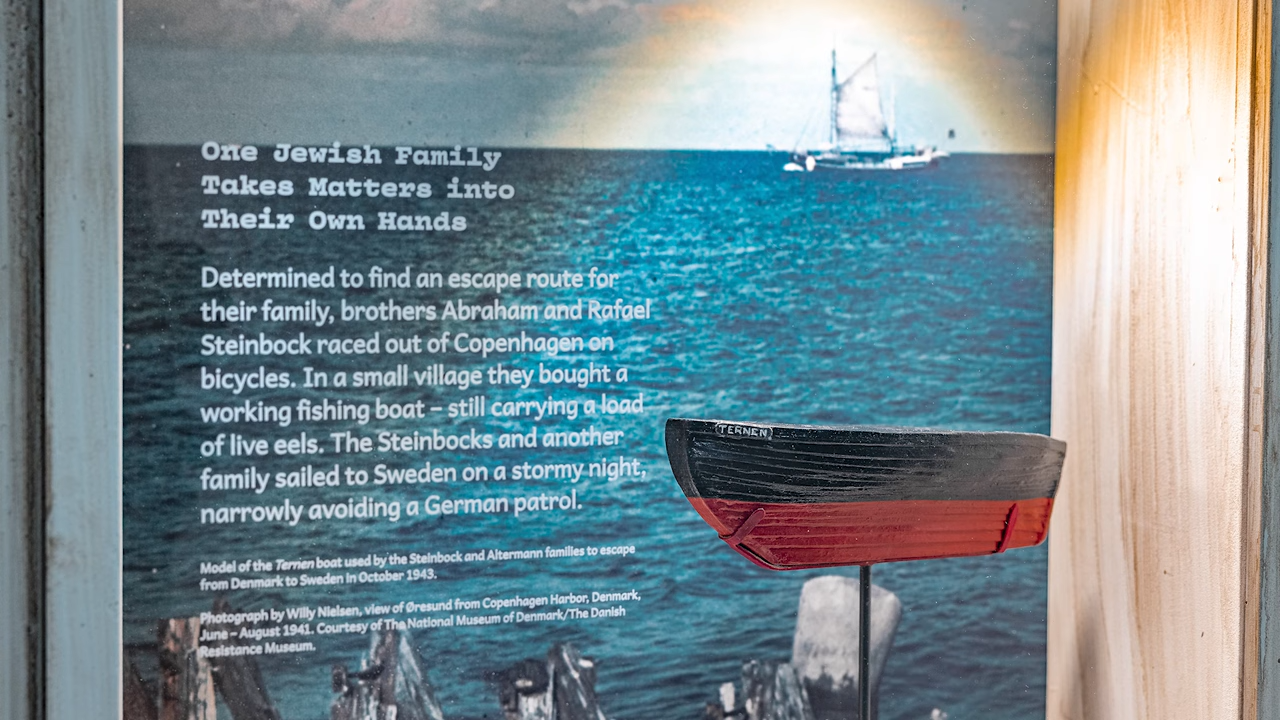 One Jewish Family
Takes Matters into
Their Own Hands
Determined to find an escape route for
their family, brothers Abraham and Rafael
Steinbock raced out of Copenhagen on
bicycles. In a small village they bought a
working fishing boat – still carrying a load
of live eels. The Steinbocks and another
family sailed to Sweden on a stormy night,
narrowly avoiding a German patrol.
TERNEN
Model of the Terrien boat used by the Steinbock and Altermann families to escape
from Denmark to Sweden in October 1943.
Photograph by Willy Nielsen, view of Øresund from Copenhagen Harbor, Denmark,
June – August 1941. Courtesy of The National Museum of Denmark/The Danish
Resistance Museum.